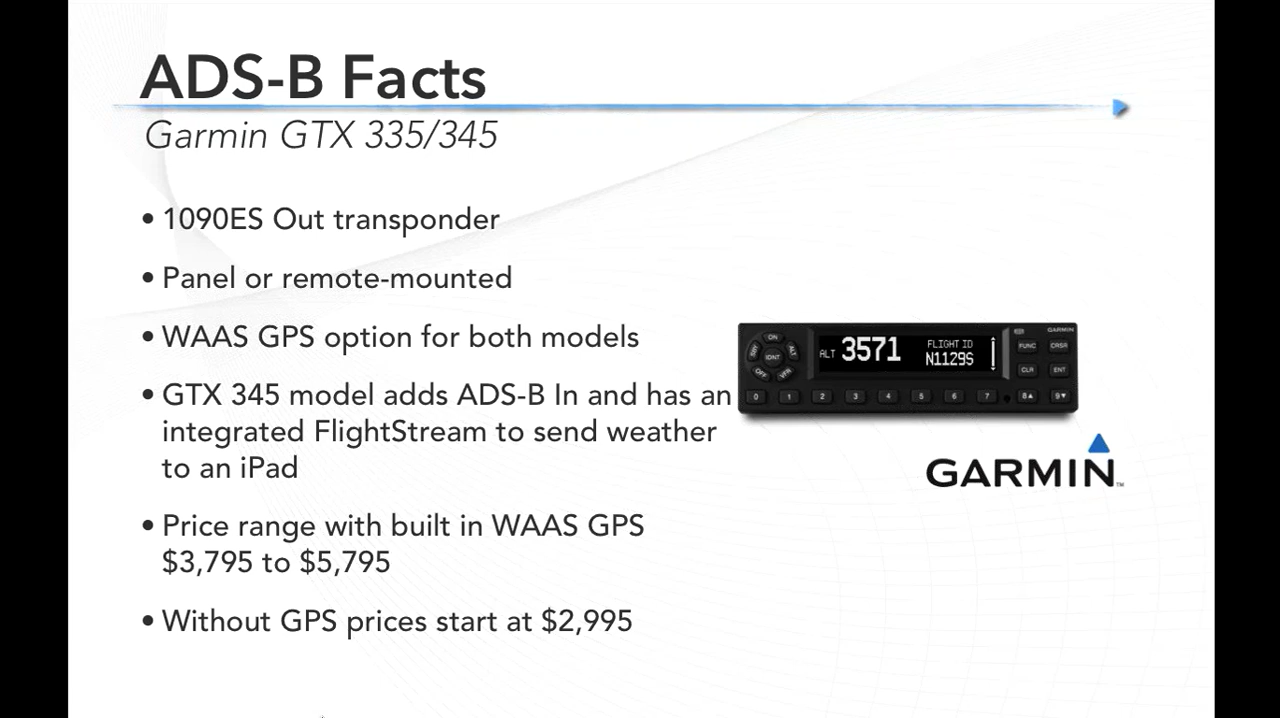 ADS-B Facts
Garmin GTX 335/345
• 1090ES Out transponder
• Panel or remote-mounted
• WAAS GPS option for both models
• GTX 345 model adds ADS-B In and has an
integrated FlightStream to send weather
to an iPad
• Price range with built in WAAS GPS
$3,795 to $5,795
• Without GPS prices start at $2,995
GARMIN
ON
ALT
IDNT
OFF
VFR
ALT 3571
FLIGHT ID
N1129S
FUNC
CRSR
CLR
ENT
0 1 2 3 4 5 6 7 8▲ 9▼
GARMIN™